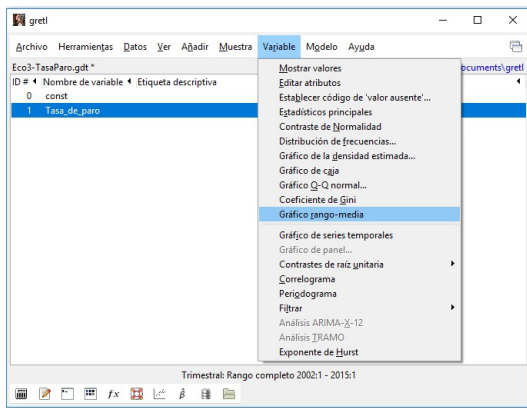 gretl
Archivo Herramientas Datos Ver Añadir Muestra Variable Modelo Ayuda
Eco3-TasaParo.gdt *
ocuments\gretl
ID # Nombre de variable Etiqueta descriptiva
0 const
1 Tasa_de_paro
Mostrar valores
Editar atributos
Establecer código de 'valor ausente'...
Estadísticos principales
Contraste de Normalidad
Distribución de frecuencias...
Gráfico de la densidad estimada...
Gráfico de caja
Gráfico Q-Q normal...
Coeficiente de Gini
Gráfico rango-media
Gráfico de series temporales
Gráfico de panel...
Contrastes de raíz unitaria
Correlograma
Periodograma
Filtrar
Análisis ARIMA-X-12
Análisis TRAMO
Exponente de Hurst
Trimestral: Rango completo 2002:1 - 2015:1
fx β̂